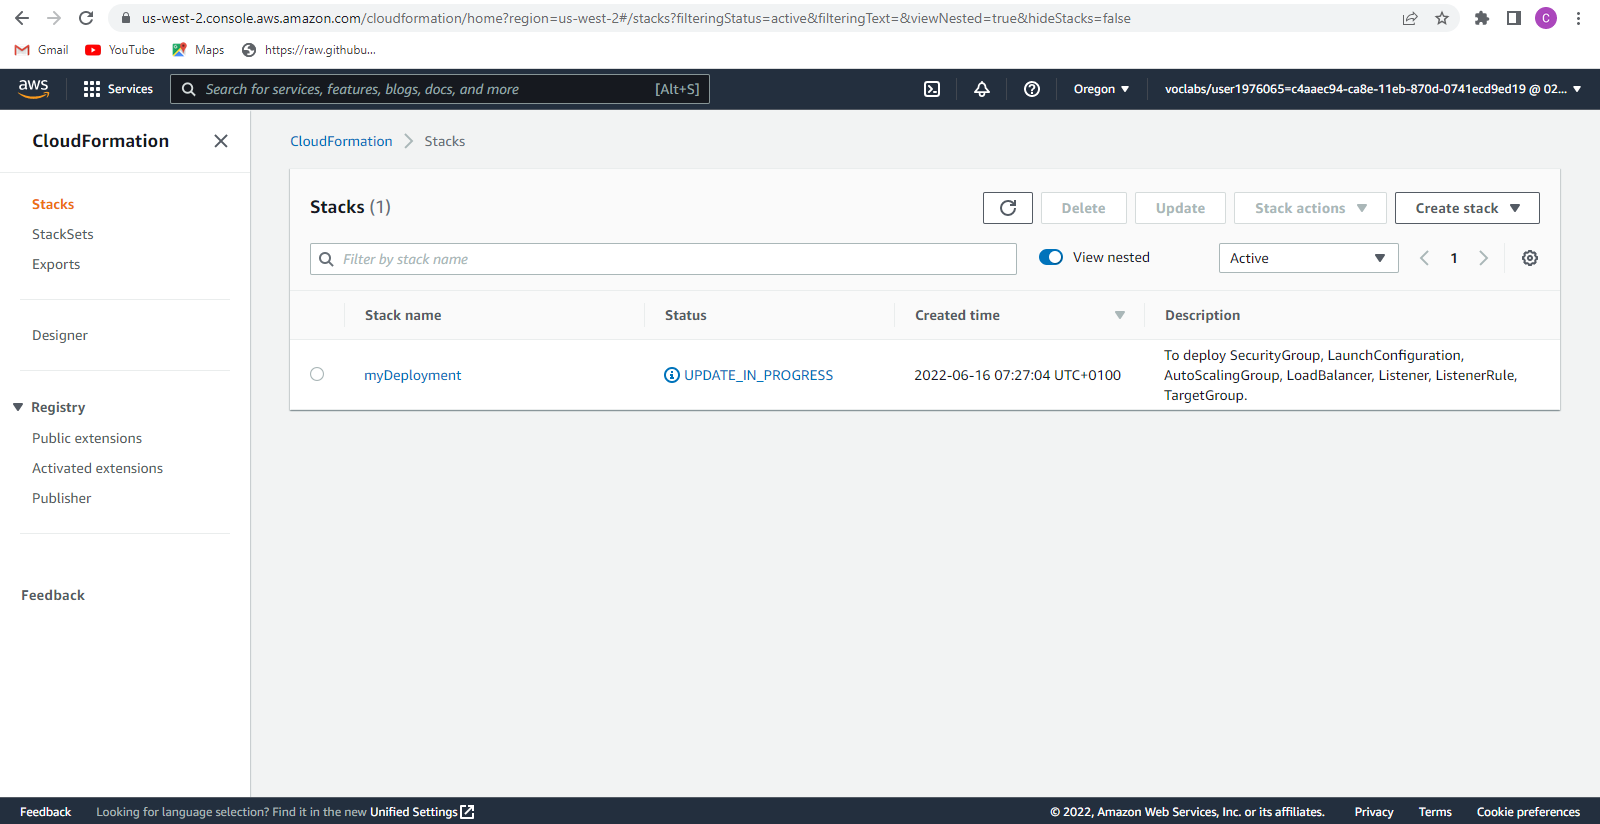 us-west-2.console.aws.amazon.com/cloudformation/home?region=us-west-2#/stacks?filteringStatus=active&filteringText=&viewNested=true&hideStacks=false
C
Gmail YouTube Maps https://raw.githubu...
aws Services Search for services, features, blogs, docs, and more [Alt+S] Oregon voclabs/user1976065=c4aaec94-ca8e-11eb-870d-0741ecd9ed19 @ 02...
CloudFormation
Stacks
StackSets
Exports
Designer
Registry
Public extensions
Activated extensions
Publisher
Feedback
CloudFormation Stacks
Stacks (1) Delete Update Stack actions Create stack
Filter by stack name View nested Active 1
Stack name Status Created time Description
myDeployment UPDATE_IN_PROGRESS 2022-06-16 07:27:04 UTC+0100
To deploy SecurityGroup, LaunchConfiguration,
AutoScalingGroup, LoadBalancer, Listener, ListenerRule,
TargetGroup.
Feedback Looking for language selection? Find it in the new Unified Settings © 2022, Amazon Web Services, Inc. or its affiliates. Privacy Terms Cookie preferences